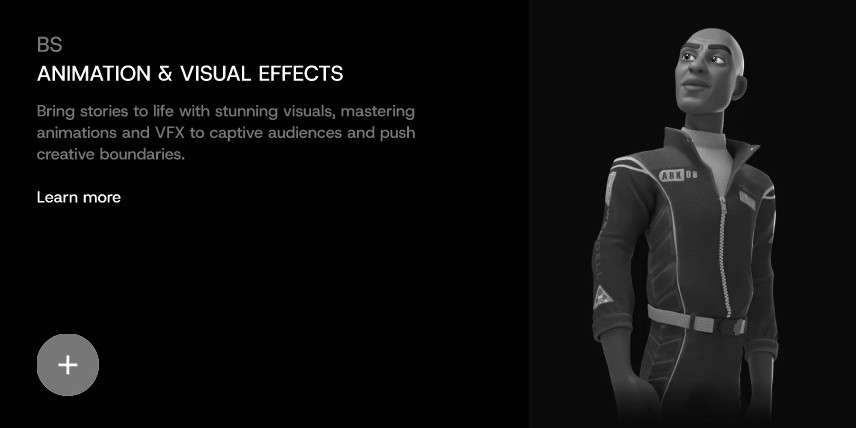 BS
ANIMATION & VISUAL EFFECTS
Bring stories to life with stunning visuals, mastering
animations and VFX to captive audiences and push
creative boundaries.
Learn more
ARK 08